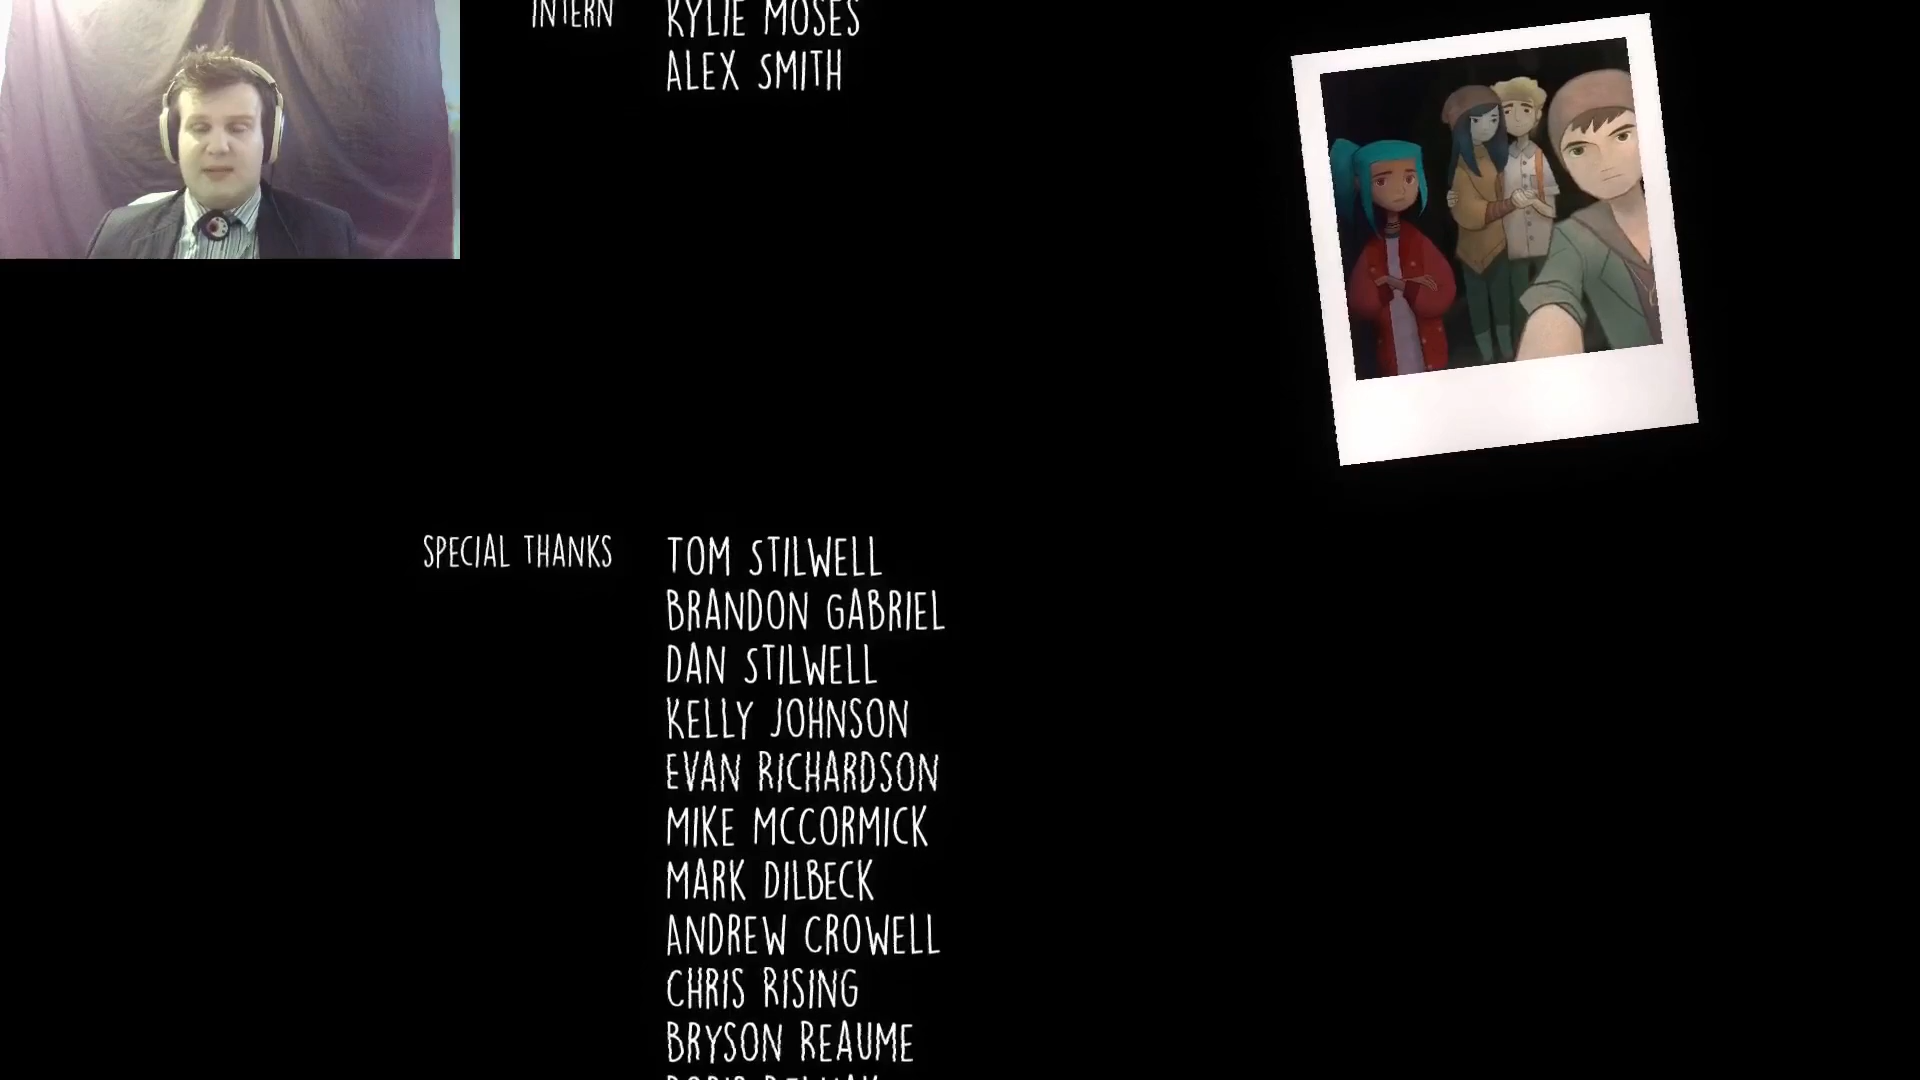 INTERN KYLIE MOSES
ALEX SMITH
SPECIAL THANKS TOM STILWELL
BRANDON GABRIEL
DAN STILWELL
KELLY JOHNSON
EVAN RICHARDSON
MIKE MCCORMICK
MARK DILBECK
ANDREW CROWELL
CHRIS RISING
BRYSON REAUME